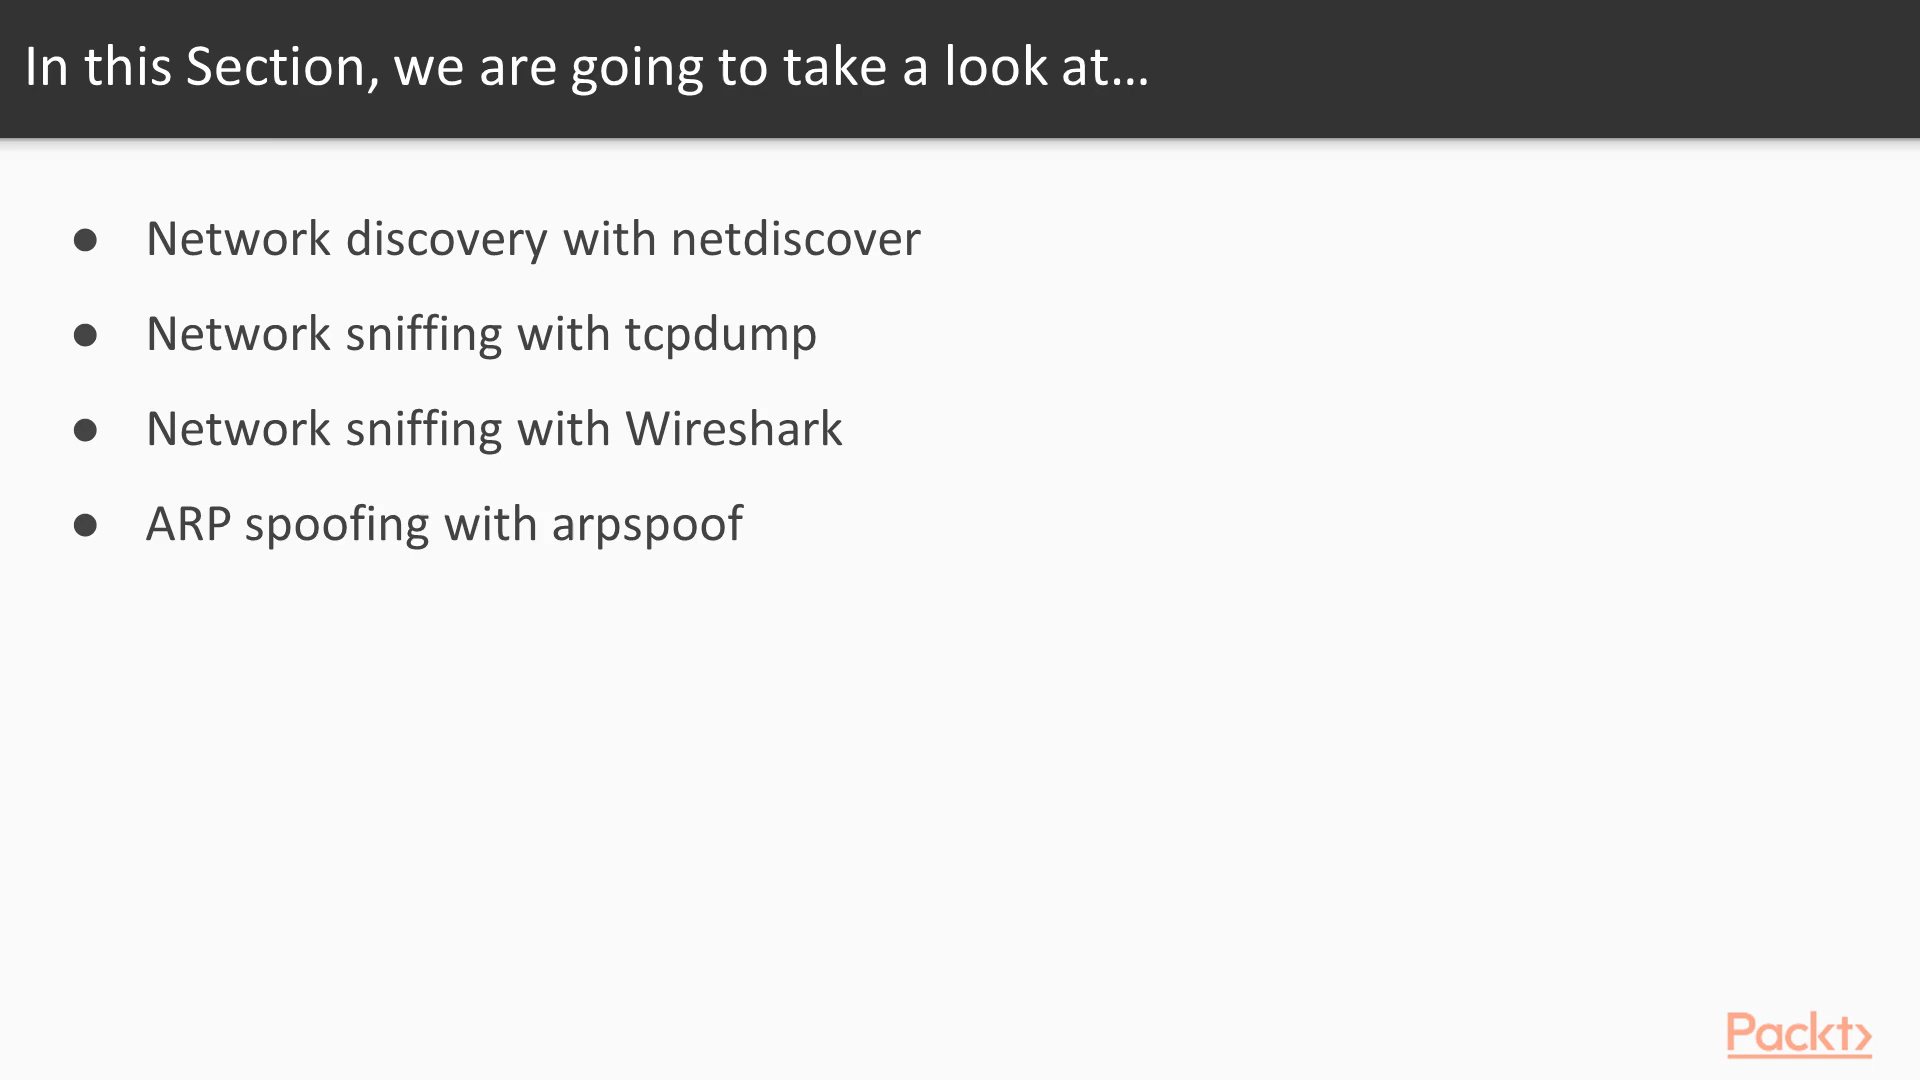 In this Section, we are going to take a look at...
● Network discovery with netdiscover
● Network sniffing with tcpdump
● Network sniffing with Wireshark
● ARP spoofing with arpspoof
Packt>